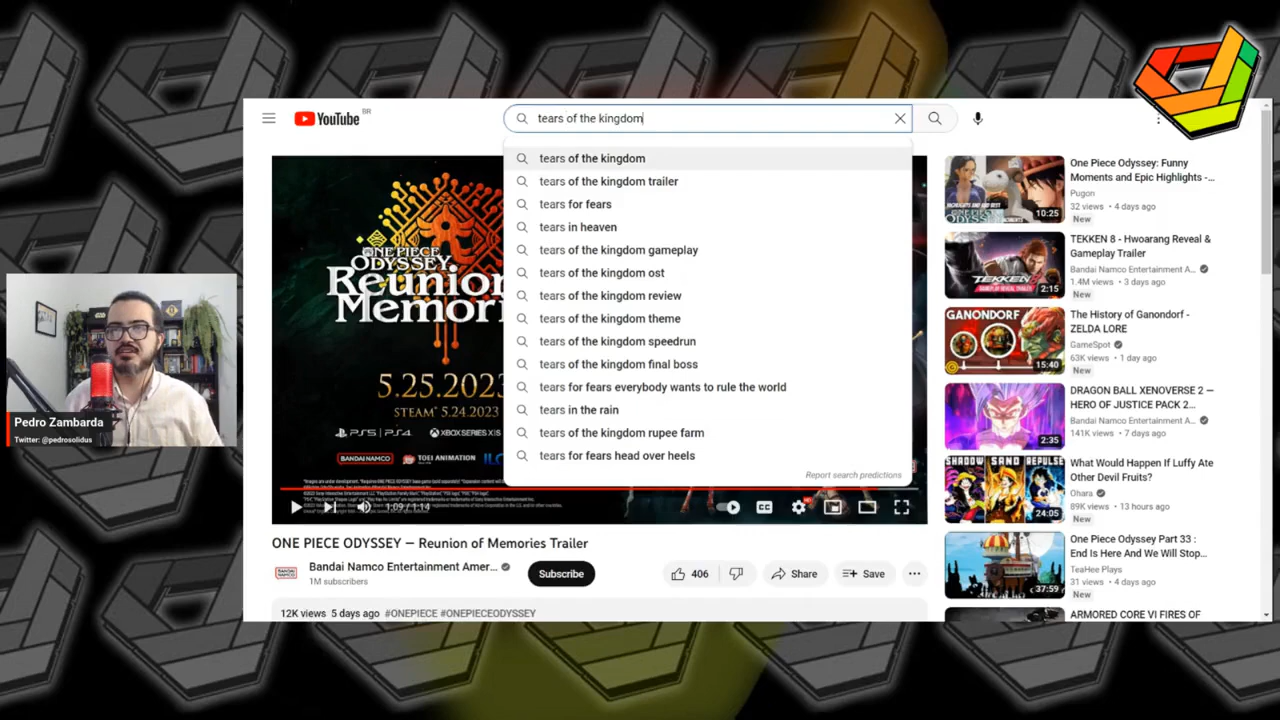 YouTube BR
tears of the kingdom
tears of the kingdom
tears of the kingdom trailer
tears for fears
tears in heaven
tears of the kingdom gameplay
tears of the kingdom ost
tears of the kingdom review
tears of the kingdom theme
tears of the kingdom speedrun
tears of the kingdom final boss
tears for fears everybody wants to rule the world
tears in the rain
tears of the kingdom rupee farm
tears for fears head over heels
Report search predictions
ONE PIECE
ODYSSEY
Reunion
Memori
5.25.2023
STEAM® 5.24.2023
PS5 | PS4
XBOX SERIES X|S
BANDAI NAMCO
TOEI ANIMATION
1:09 / 1:14
CC
ONE PIECE ODYSSEY – Reunion of Memories Trailer
Bandai Namco Entertainment Amer...
1M subscribers
Subscribe
406
Share
Save
12K views 5 days ago #ONEPIECE #ONEPIECEODYSSEY
One Piece Odyssey: Funny
Moments and Epic Highlights -...
Pugon
32 views • 4 days ago
New
10:25
TEKKEN 8 - Hwoarang Reveal &
Gameplay Trailer
Bandai Namco Entertainment A...
1.4M views • 3 days ago
New
TEKKEN 8
2:15
The History of Ganondorf -
ZELDA LORE
GameSpot
63K views • 1 day ago
New
GANONDORF
15:40
DRAGON BALL XENOVERSE 2 —
HERO OF JUSTICE PACK 2...
Bandai Namco Entertainment A...
141K views • 7 days ago
2:35
What Would Happen If Luffy Ate
Other Devil Fruits?
Ohara
89K views • 13 hours ago
New
SHADOW SAND REPULSE
24:05
One Piece Odyssey Part 33 :
End Is Here And We Will Stop...
TeaHee Plays
31 views • 4 days ago
New
37:59
ARMORED CORE VI FIRES OF
Pedro Zambarda
Twitter: @pedrosolidus